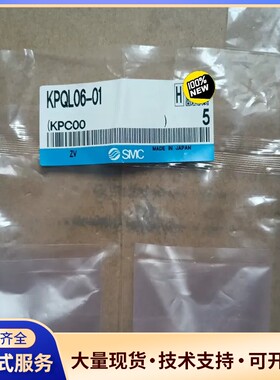 100%
NEW
KPQL06-01
(KPC00 )
5
ZV
SMC
MADE IN JAPAN
齐全
式服务
大量现货·技术支持·可开